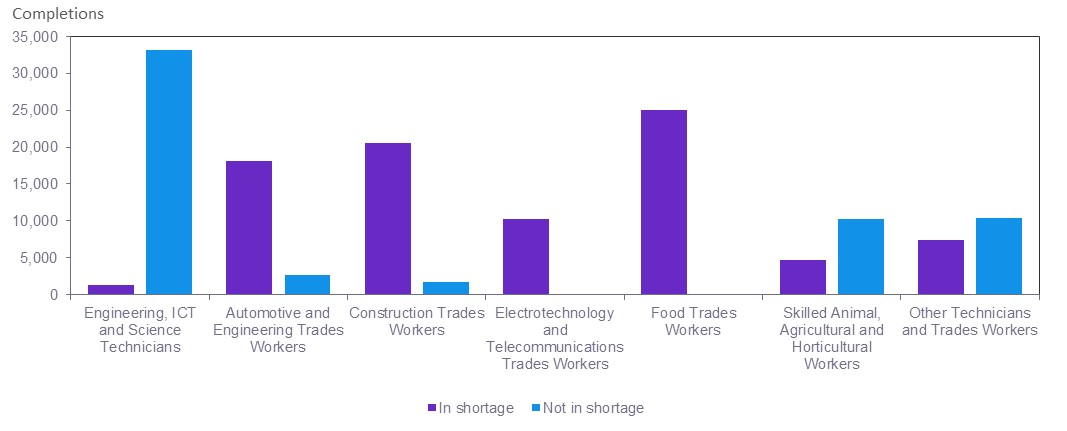 Completions
35,000
30,000
25,000
20,000
15,000
10,000
5,000
0
Engineering, ICT
and Science
Technicians
Automotive and
Engineering Trades
Workers
Construction Trades
Workers
Electrotechnology
and
Telecommunications
Trades Workers
Food Trades
Workers
Skilled Animal,
Agricultural and
Horticultural
Workers
Other Technicians
and Trades Workers
In shortage
Not in shortage